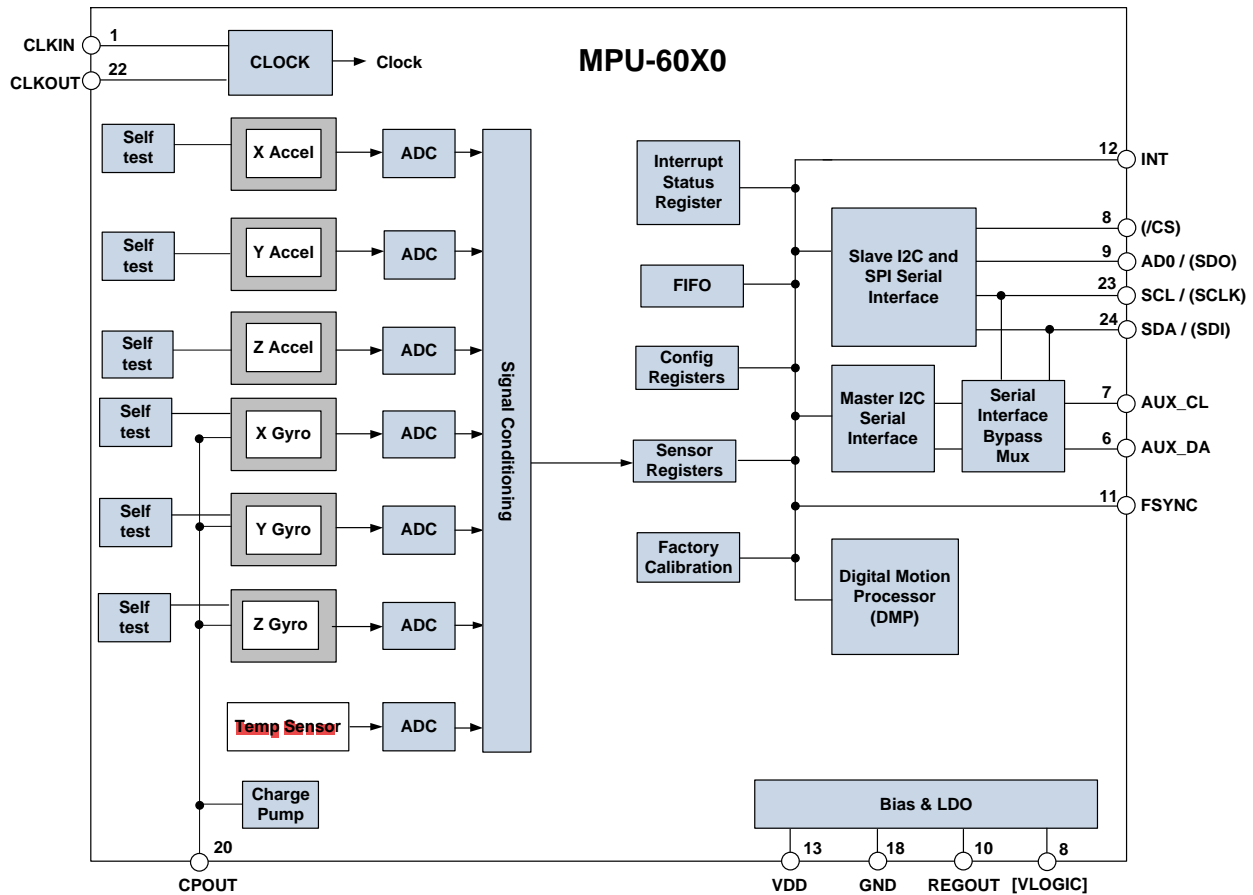 MPU-60X0
CLKIN
1
CLKOUT
22
CLOCK
Clock
Self
test
X Accel
ADC
Self
test
Y Accel
ADC
Self
test
Z Accel
ADC
Self
test
X Gyro
ADC
Self
test
Y Gyro
ADC
Self
test
Z Gyro
ADC
Temp Sensor
ADC
Charge
Pump
20
CPOUT
Signal Conditioning
Interrupt
Status
Register
FIFO
Config
Registers
Sensor
Registers
Factory
Calibration
Slave I2C and
SPI Serial
Interface
Master I2C
Serial
Interface
Serial
Interface
Bypass
Mux
Digital Motion
Processor
(DMP)
12
INT
8
(/CS)
9
AD0 / (SDO)
23
SCL / (SCLK)
24
SDA / (SDI)
7
AUX_CL
6
AUX_DA
11
FSYNC
Bias & LDO
13
18
10
8
VDD
GND
REGOUT
[VLOGIC]